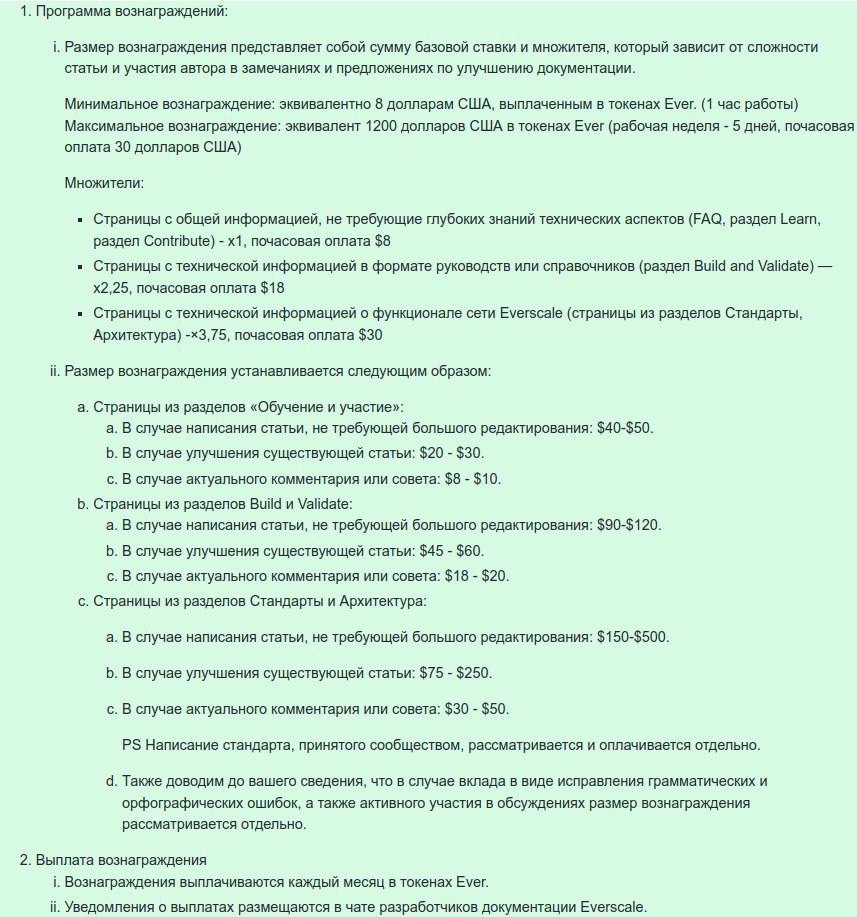 1. Программа вознаграждений:
i. Размер вознаграждения представляет собой сумму базовой ставки и множителя, который зависит от сложности
статьи и участия автора в замечаниях и предложениях по улучшению документации.
Минимальное вознаграждение: эквивалентно 8 долларам США, выплаченным в токенах Ever. (1 час работы)
Максимальное вознаграждение: эквивалент 1200 долларов США в токенах Ever (рабочая неделя - 5 дней, почасовая
оплата 30 долларов США)
Множители:
▪ Страницы с общей информацией, не требующие глубоких знаний технических аспектов (FAQ, раздел Learn,
раздел Contribute) - x1, почасовая оплата $8
▪ Страницы с технической информацией в формате руководств или справочников (раздел Build and Validate) —
x2,25, почасовая оплата $18
▪ Страницы с технической информацией о функционале сети Everscale (страницы из разделов Стандарты,
Архитектура) -×3,75, почасовая оплата $30
ii. Размер вознаграждения устанавливается следующим образом:
a. Страницы из разделов «Обучение и участие»:
a. В случае написания статьи, не требующей большого редактирования: $40-$50.
b. В случае улучшения существующей статьи: $20 - $30.
c. В случае актуального комментария или совета: $8 - $10.
b. Страницы из разделов Build и Validate:
a. В случае написания статьи, не требующей большого редактирования: $90-$120.
b. В случае улучшения существующей статьи: $45 - $60.
c. В случае актуального комментария или совета: $18 - $20.
c. Страницы из разделов Стандарты и Архитектура:
a. В случае написания статьи, не требующей большого редактирования: $150-$500.
b. В случае улучшения существующей статьи: $75 - $250.
c. В случае актуального комментария или совета: $30 - $50.
PS Написание стандарта, принятого сообществом, рассматривается и оплачивается отдельно.
d. Также доводим до вашего сведения, что в случае вклада в виде исправления грамматических и
орфографических ошибок, а также активного участия в обсуждениях размер вознаграждения
рассматривается отдельно.
2. Выплата вознаграждения
i. Вознаграждения выплачиваются каждый месяц в токенах Ever.
ii. Уведомления о выплатах размещаются в чате разработчиков документации Everscale.